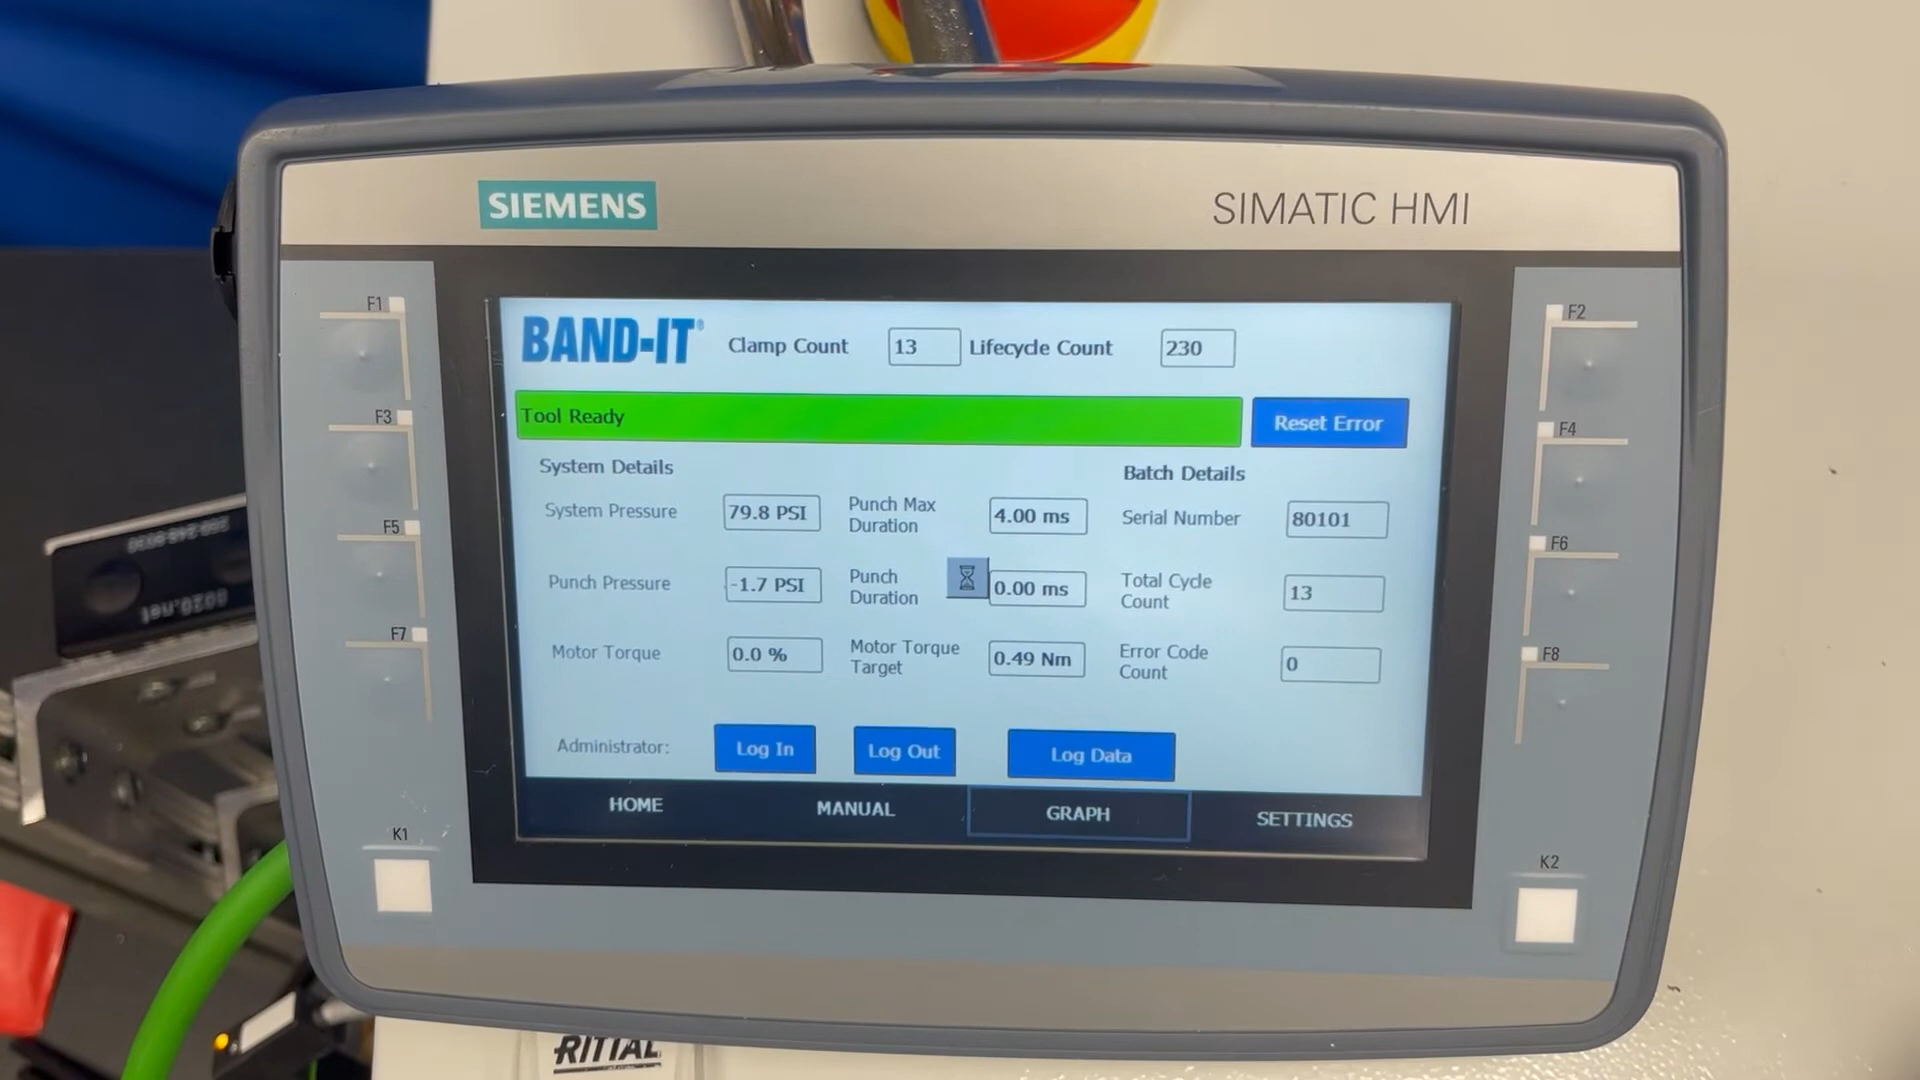 SIEMENS
SIMATIC HMI
F1
F2
F3
F4
F5
F6
F7
F8
K1
K2
BAND-IT®
Clamp Count 13 Lifecycle Count 230
Tool Ready
Reset Error
System Details
Batch Details
System Pressure 79.8 PSI
Punch Max
Duration
4.00 ms
Serial Number 80101
Punch Pressure -1.7 PSI
Punch
Duration
0.00 ms
Total Cycle
Count
13
Motor Torque 0.0 %
Motor Torque
Target
0.49 Nm
Error Code
Count
0
Administrator: Log In Log Out Log Data
HOME MANUAL GRAPH SETTINGS
8020.net
RITTAL